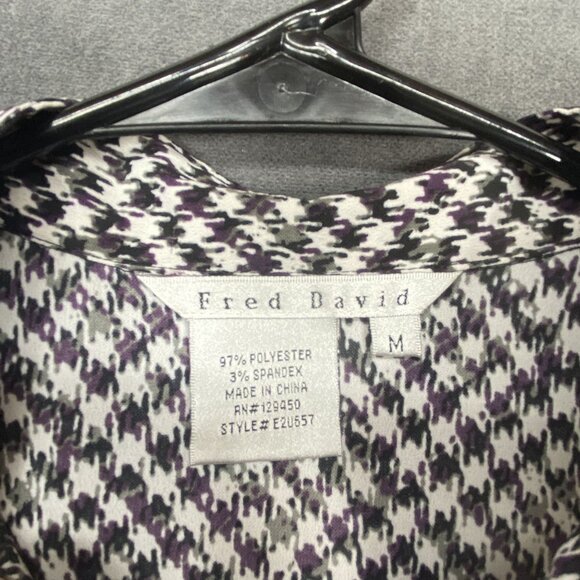 Fred David
M
97% POLYESTER
3% SPANDEX
MADE IN CHINA
RN#129450
STYLE# E2U557